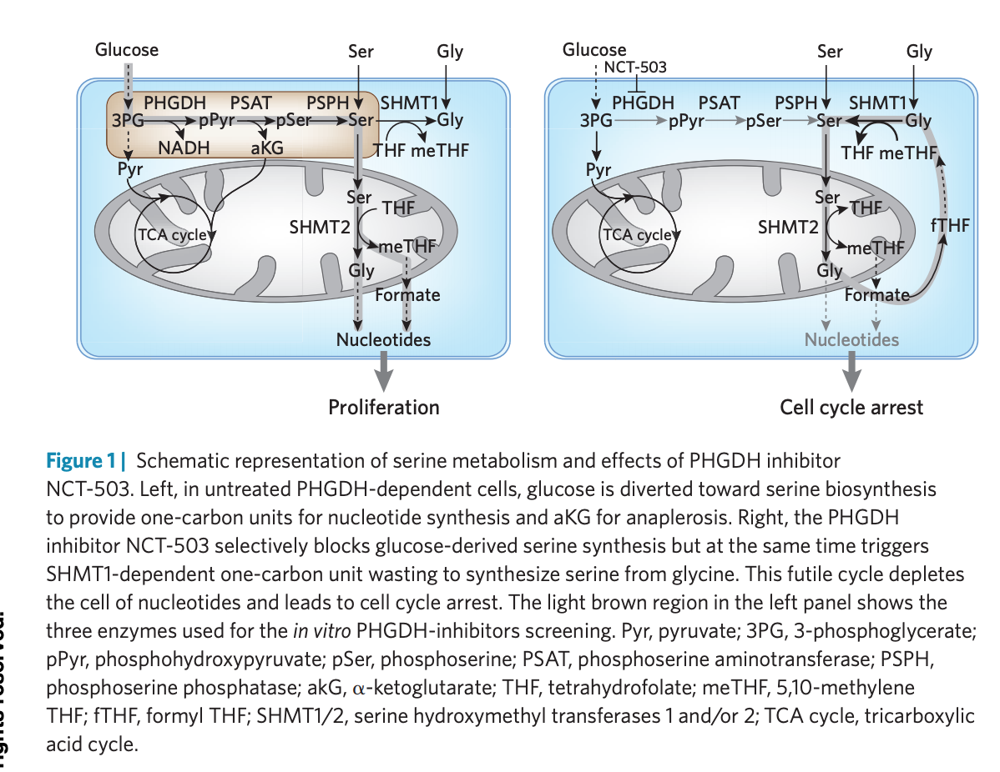 Glucose
Ser
Gly
PHGDH
PSAT
PSPH
SHMT1
3PG
pPyr
pSer
Ser
Gly
NADH
aKG
THF
meTHF
Pyr
TCA cycle
Ser
THF
SHMT2
meTHF
Gly
Formate
Nucleotides
Proliferation
Glucose
NCT-503
Ser
Gly
PHGDH
PSAT
PSPH
SHMT1
3PG
pPyr
pSer
Ser
Gly
THF
meTHF
Pyr
TCA cycle
Ser
THF
SHMT2
meTHF
fTHF
Gly
Formate
Nucleotides
Cell cycle arrest
Figure 1 | Schematic representation of serine metabolism and effects of PHGDH inhibitor
NCT-503. Left, in untreated PHGDH-dependent cells, glucose is diverted toward serine biosynthesis
to provide one-carbon units for nucleotide synthesis and aKG for anaplerosis. Right, the PHGDH
inhibitor NCT-503 selectively blocks glucose-derived serine synthesis but at the same time triggers
SHMT1-dependent one-carbon unit wasting to synthesize serine from glycine. This futile cycle depletes
the cell of nucleotides and leads to cell cycle arrest. The light brown region in the left panel shows the
three enzymes used for the in vitro PHGDH-inhibitors screening. Pyr, pyruvate; 3PG, 3-phosphoglycerate;
pPyr, phosphohydroxypyruvate; pSer, phosphoserine; PSAT, phosphoserine aminotransferase; PSPH,
phosphoserine phosphatase; akG, α-ketoglutarate; THF, tetrahydrofolate; meTHF, 5,10-methylene
THF; fTHF, formyl THF; SHMT1/2, serine hydroxymethyl transferases 1 and/or 2; TCA cycle, tricarboxylic
acid cycle.